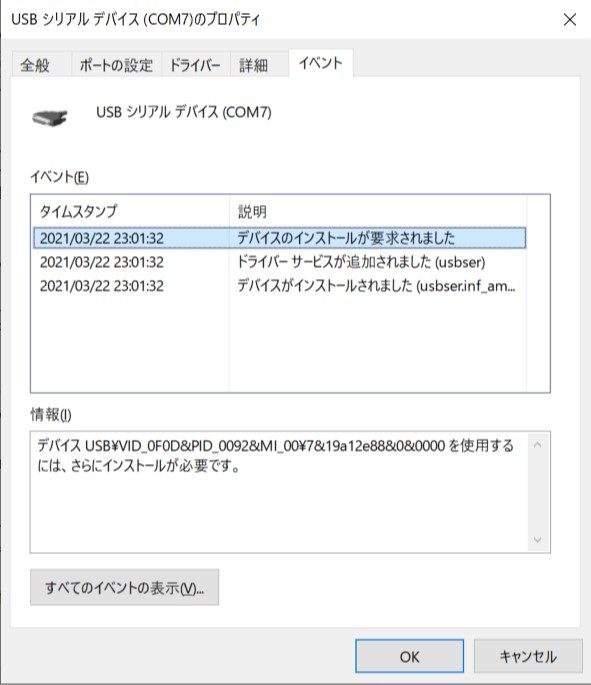 USB シリアル デバイス (COM7)のプロパティ
全般 ポートの設定 ドライバー 詳細 イベント
USB シリアル デバイス (COM7)
イベント(E)
タイムスタンプ 説明
2021/03/22 23:01:32 デバイスのインストールが要求されました
2021/03/22 23:01:32 ドライバー サービスが追加されました (usbser)
2021/03/22 23:01:32 デバイスがインストールされました (usbser.inf_am...
情報(I)
デバイス USB¥VID_0F0D&PID_0092&MI_00¥7&19a12e88&0&0000 を使用する
には、さらにインストールが必要です。
すべてのイベントの表示(V)...
OK キャンセル